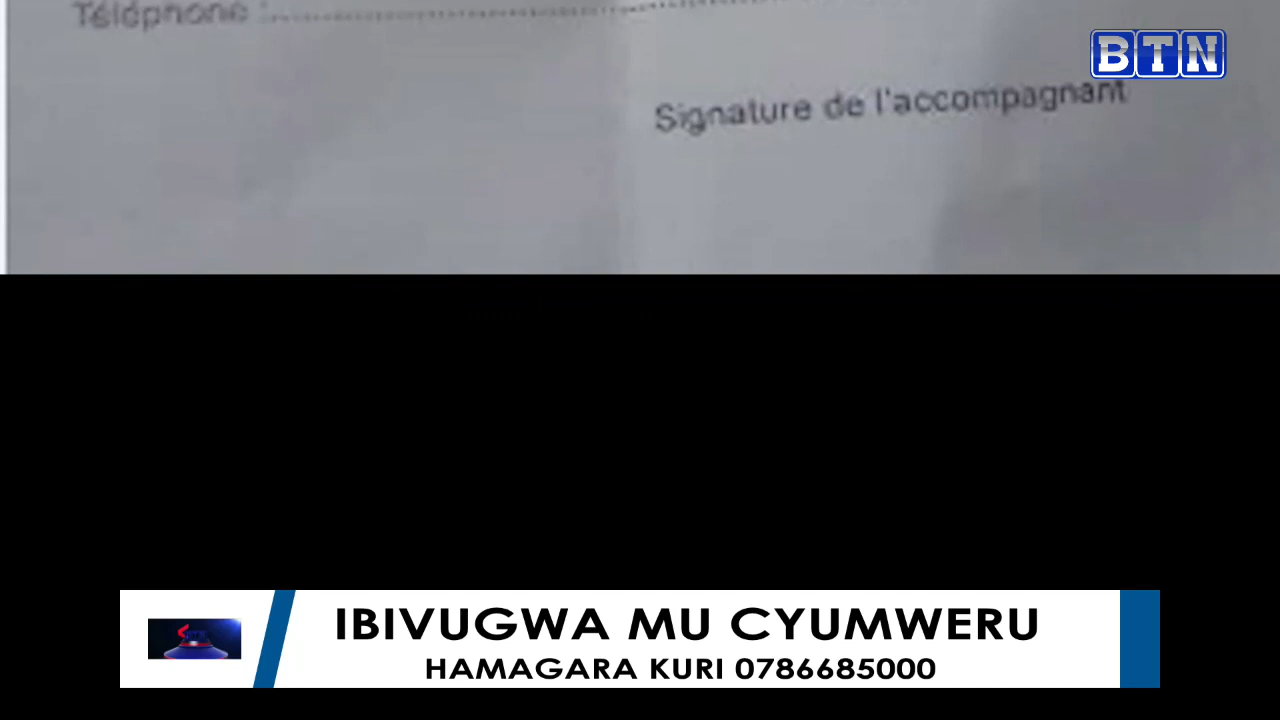 Téléphone :
BTN
Signature de l'accompagnant
IBIVUGWA MU CYUMWERU
HAMAGARA KURI 0786685000